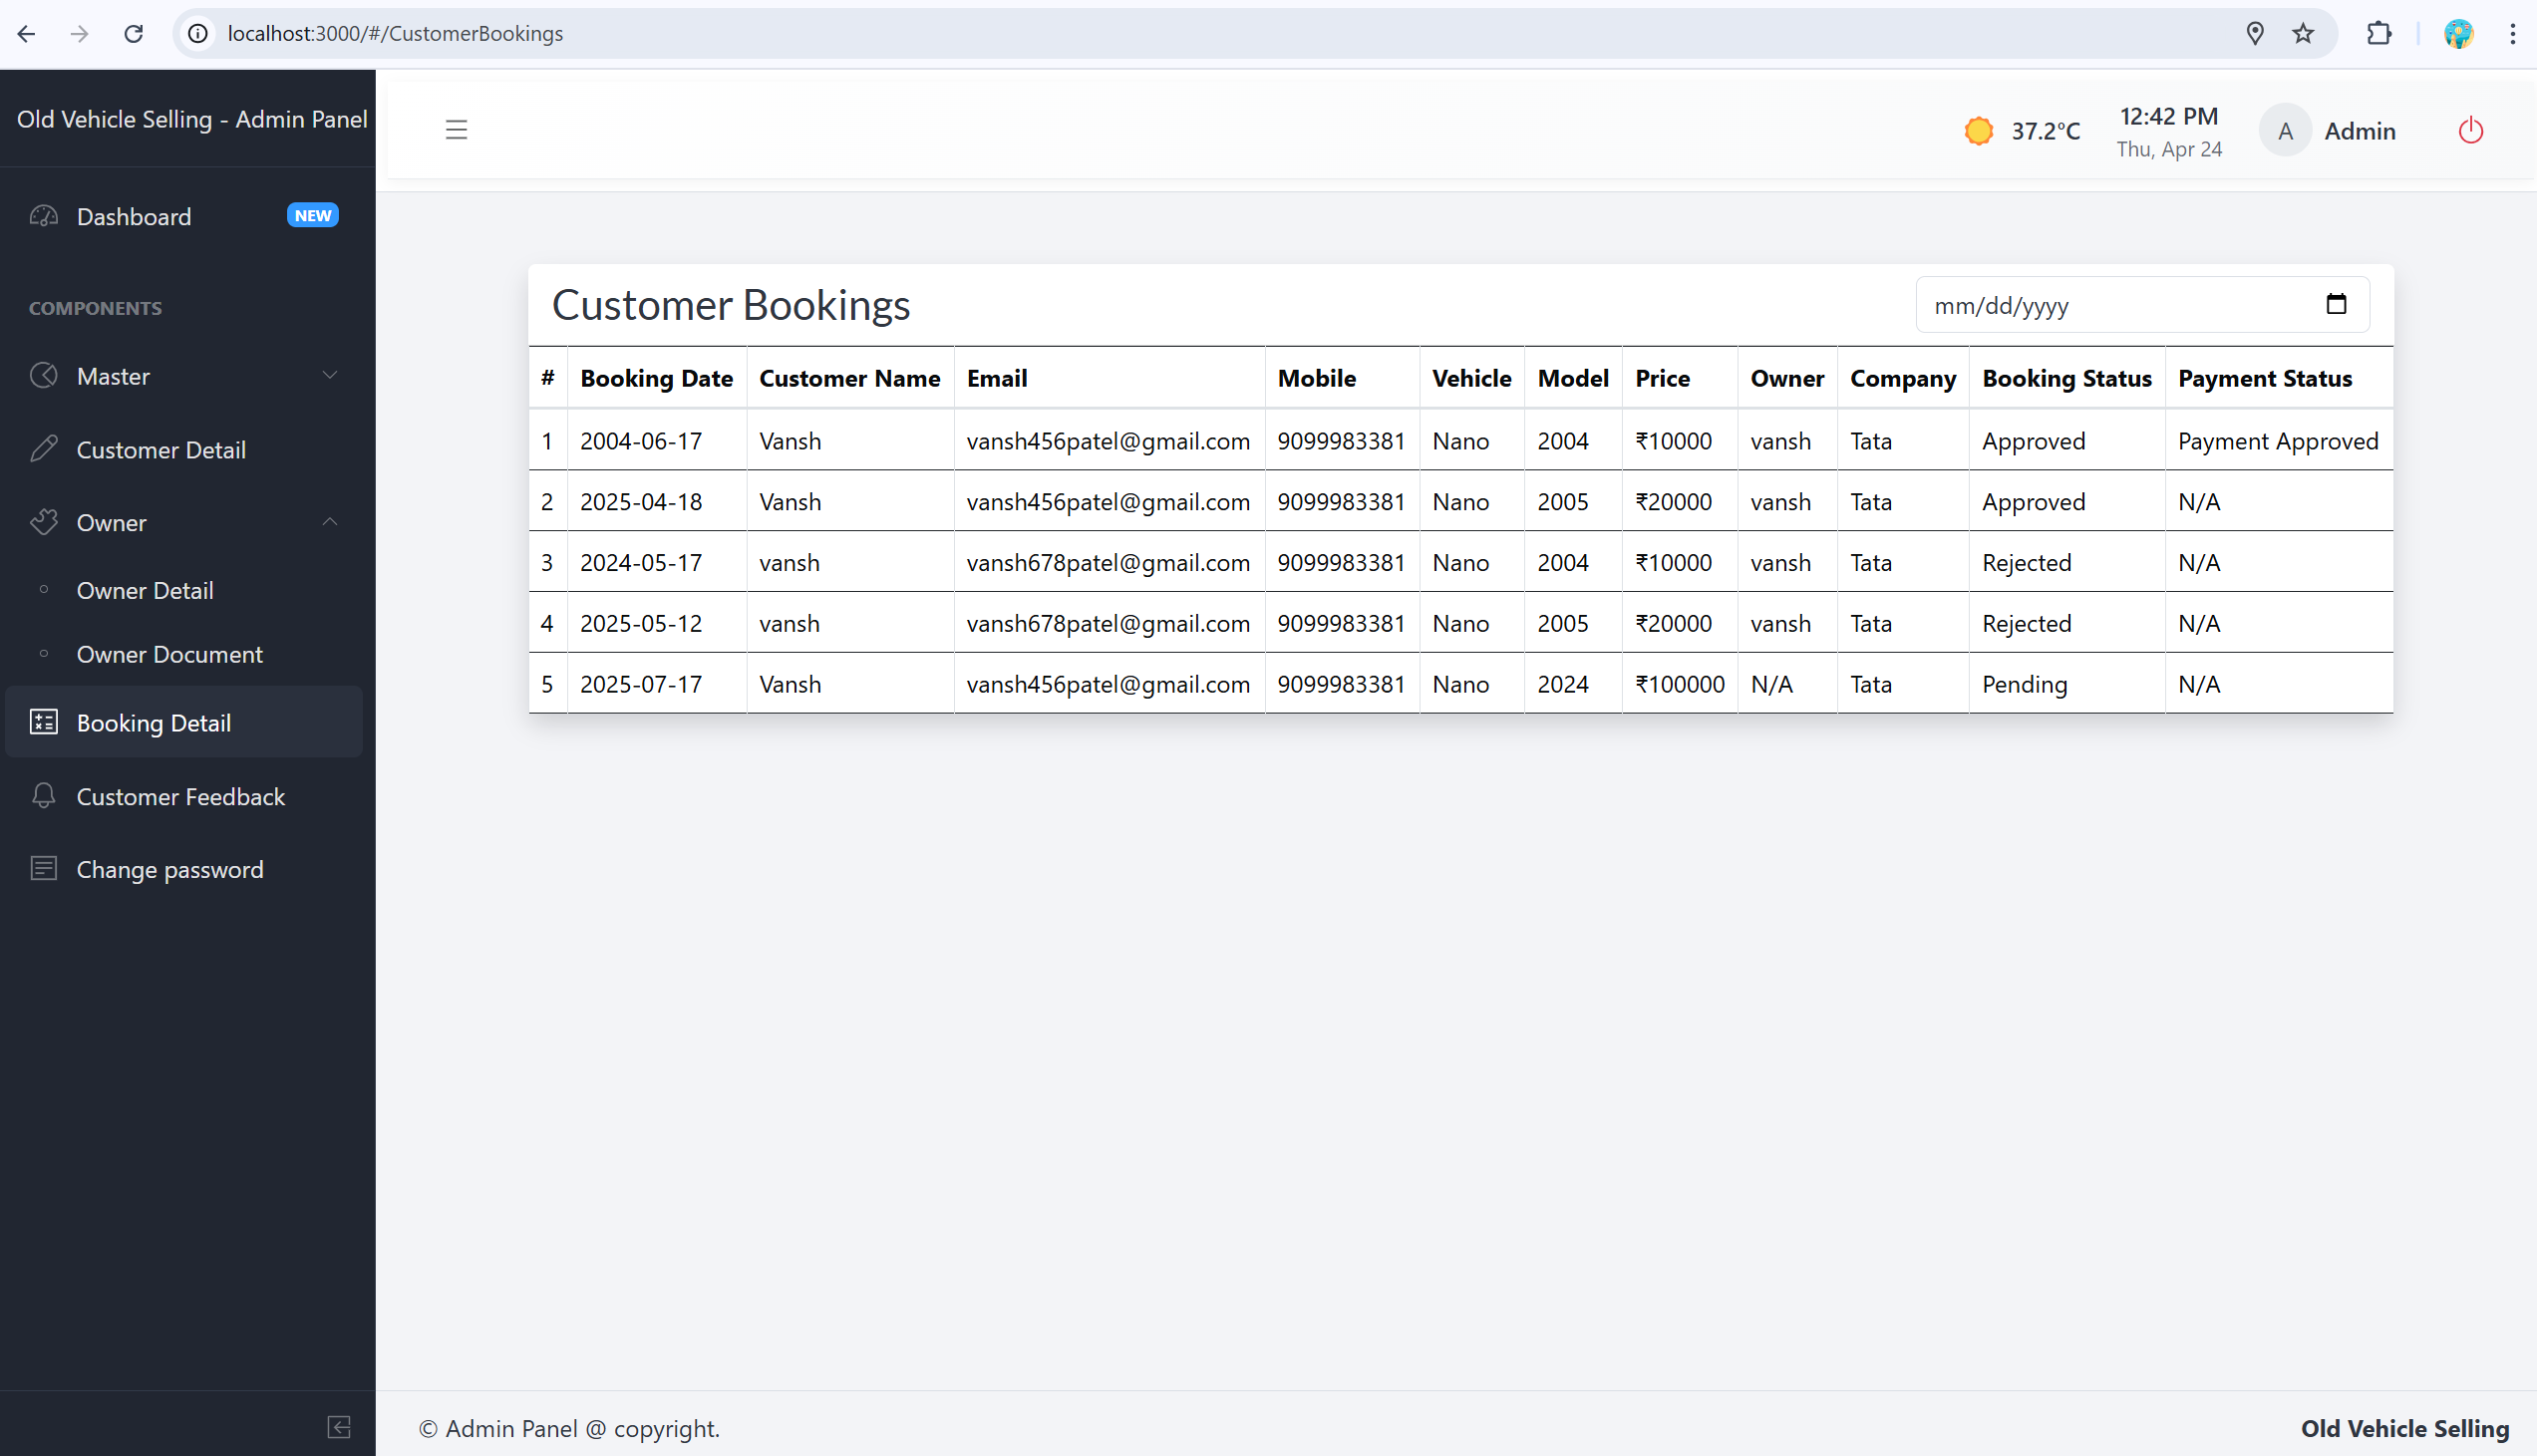 localhost:3000/#/CustomerBookings
Old Vehicle Selling - Admin Panel
Dashboard NEW
COMPONENTS
Master
Customer Detail
Owner
Owner Detail
Owner Document
Booking Detail
Customer Feedback
Change password
37.2°C
12:42 PM
Thu, Apr 24
A Admin
Customer Bookings mm/dd/yyyy
# Booking Date Customer Name Email Mobile Vehicle Model Price Owner Company Booking Status Payment Status
1 2004-06-17 Vansh vansh456patel@gmail.com 9099983381 Nano 2004 ₹10000 vansh Tata Approved Payment Approved
2 2025-04-18 Vansh vansh456patel@gmail.com 9099983381 Nano 2005 ₹20000 vansh Tata Approved N/A
3 2024-05-17 vansh vansh678patel@gmail.com 9099983381 Nano 2004 ₹10000 vansh Tata Rejected N/A
4 2025-05-12 vansh vansh678patel@gmail.com 9099983381 Nano 2005 ₹20000 vansh Tata Rejected N/A
5 2025-07-17 Vansh vansh456patel@gmail.com 9099983381 Nano 2024 ₹100000 N/A Tata Pending N/A
© Admin Panel @ copyright. Old Vehicle Selling